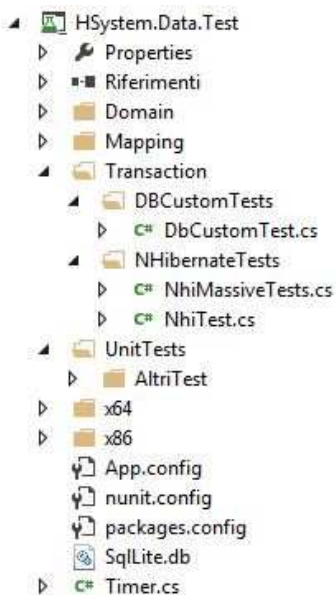 HSystem.Data.Test
Properties
Riferimenti
Domain
Mapping
Transaction
DBCustomTests
C# DbCustomTest.cs
NHibernateTests
C# NhiMassiveTests.cs
C# NhiTest.cs
UnitTests
AltriTest
x64
x86
App.config
nunit.config
packages.config
SqlLite.db
C# Timer.cs